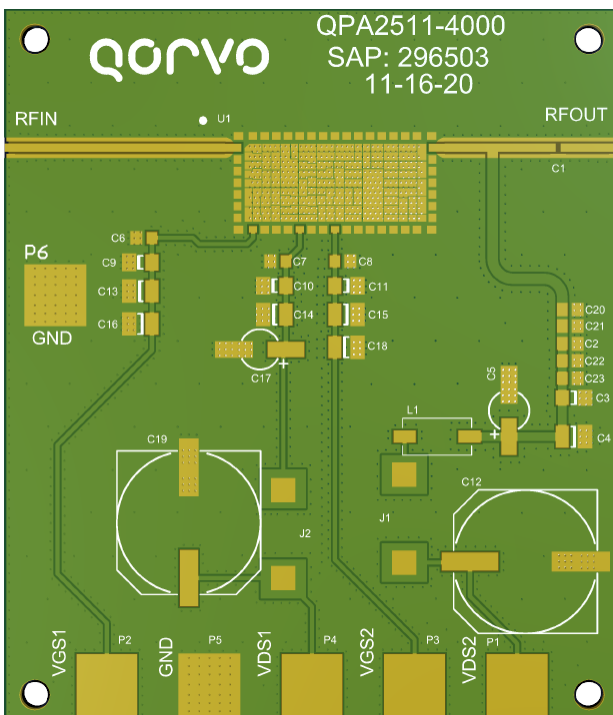 QORVO
QPA2511-4000
SAP: 296503
11-16-20
RFIN
U1
RFOUT
C1
C6
C7
C8
P6
C9
C10
C11
C13
C14
C15
C16
C18
GND
C17
+
C20
C21
C2
C22
C23
C3
C5
L1
+
C4
C19
C12
J2
J1
VGS1
P2
GND
P5
VDS1
P4
VGS2
P3
VDS2
P1